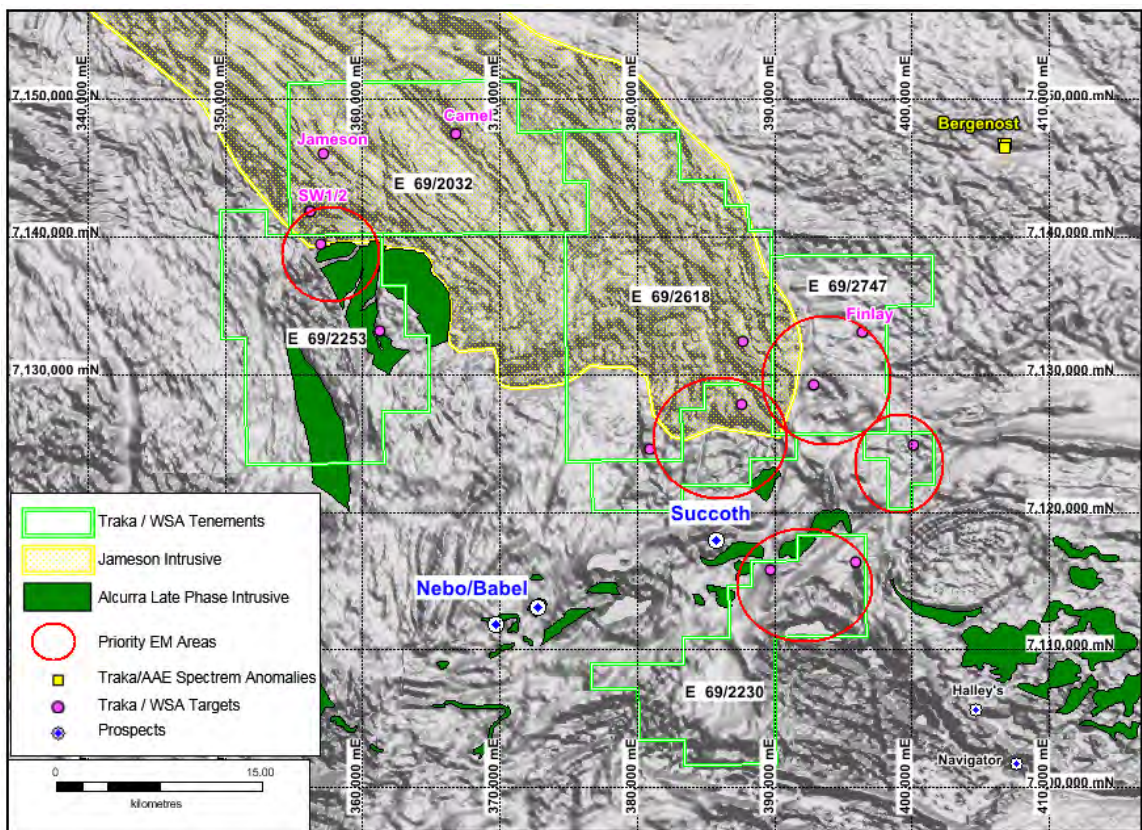 340,000 mE
350,000 mE
360,000 mE
370,000 mE
380,000 mE
390,000 mE
400,000 mE
410,000 mE
7,150,000 mN
7,150,000 mN
Camel
Bergenost
Jameson
E 69/2032
SW1/2
7,140,000 mN
7,140,000 mN
E 69/2747
E 69/2618
Finlay
E 69/2253
7,130,000 mN
7,130,000 mN
Traka / WSA Tenements
Jameson Intrusive
Alcurra Late Phase Intrusive
Priority EM Areas
Traka/AAE Spectrem Anomalies
Traka / WSA Targets
Prospects
7,120,000 mN
Succoth
Nebo/Babel
7,110,000 mN
E 69/2230
Halley's
Navigator
7,100,000 mN
0
15.00
kilometres
360,000 mE
370,000 mE
380,000 mE
390,000 mE
400,000 mE
410,000 mE